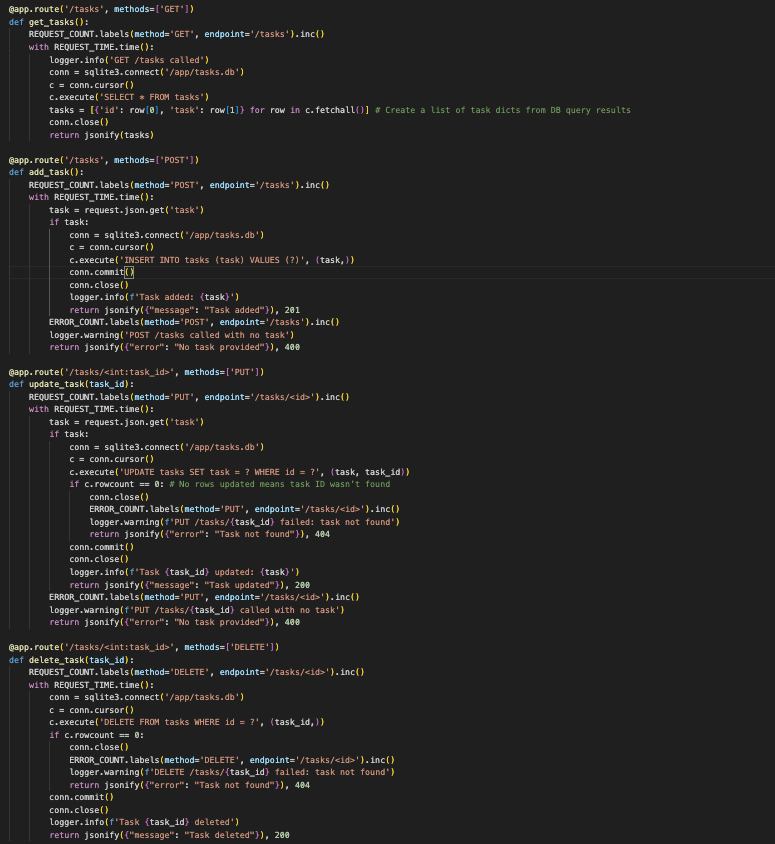 @app.route('/tasks', methods=['GET'])
def get_tasks():
    REQUEST_COUNT.labels(method='GET', endpoint='/tasks').inc()
    with REQUEST_TIME.time():
        logger.info('GET /tasks called')
        conn = sqlite3.connect('/app/tasks.db')
        c = conn.cursor()
        c.execute('SELECT * FROM tasks')
        tasks = [{'id': row[0], 'task': row[1]} for row in c.fetchall()] # Create a list of task dicts from DB query results
        conn.close()
        return jsonify(tasks)

@app.route('/tasks', methods=['POST'])
def add_task():
    REQUEST_COUNT.labels(method='POST', endpoint='/tasks').inc()
    with REQUEST_TIME.time():
        task = request.json.get('task')
        if task:
            conn = sqlite3.connect('/app/tasks.db')
            c = conn.cursor()
            c.execute('INSERT INTO tasks (task) VALUES (?)', (task,))
            conn.commit()
            conn.close()
            logger.info(f'Task added: {task}')
            return jsonify({"message": "Task added"}), 201
        ERROR_COUNT.labels(method='POST', endpoint='/tasks').inc()
        logger.warning('POST /tasks called with no task')
        return jsonify({"error": "No task provided"}), 400

@app.route('/tasks/<int:task_id>', methods=['PUT'])
def update_task(task_id):
    REQUEST_COUNT.labels(method='PUT', endpoint='/tasks/<id>').inc()
    with REQUEST_TIME.time():
        task = request.json.get('task')
        if task:
            conn = sqlite3.connect('/app/tasks.db')
            c = conn.cursor()
            c.execute('UPDATE tasks SET task = ? WHERE id = ?', (task, task_id))
            if c.rowcount == 0: # No rows updated means task ID wasn't found
                conn.close()
                ERROR_COUNT.labels(method='PUT', endpoint='/tasks/<id>').inc()
                logger.warning(f'PUT /tasks/{task_id} failed: task not found')
                return jsonify({"error": "Task not found"}), 404
            conn.commit()
            conn.close()
            logger.info(f'Task {task_id} updated: {task}')
            return jsonify({"message": "Task updated"}), 200
        ERROR_COUNT.labels(method='PUT', endpoint='/tasks/<id>').inc()
        logger.warning(f'PUT /tasks/{task_id} called with no task')
        return jsonify({"error": "No task provided"}), 400

@app.route('/tasks/<int:task_id>', methods=['DELETE'])
def delete_task(task_id):
    REQUEST_COUNT.labels(method='DELETE', endpoint='/tasks/<id>').inc()
    with REQUEST_TIME.time():
        conn = sqlite3.connect('/app/tasks.db')
        c = conn.cursor()
        c.execute('DELETE FROM tasks WHERE id = ?', (task_id,))
        if c.rowcount == 0:
            conn.close()
            ERROR_COUNT.labels(method='DELETE', endpoint='/tasks/<id>').inc()
            logger.warning(f'DELETE /tasks/{task_id} failed: task not found')
            return jsonify({"error": "Task not found"}), 404
        conn.commit()
        conn.close()
        logger.info(f'Task {task_id} deleted')
        return jsonify({"message": "Task deleted"}), 200